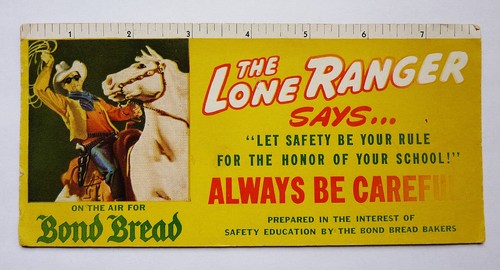 1 2 3 4 5 6 7
THE
LONE RANGER
SAYS...
"LET SAFETY BE YOUR RULE
FOR THE HONOR OF YOUR SCHOOL!"
ALWAYS BE CAREFUL
ON THE AIR FOR
Bond Bread
PREPARED IN THE INTEREST OF
SAFETY EDUCATION BY THE BOND BREAD BAKERS